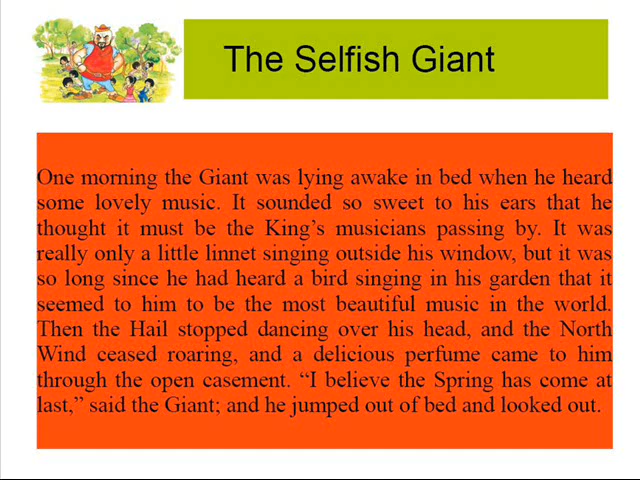 The Selfish Giant
One morning the Giant was lying awake in bed when he heard
some lovely music. It sounded so sweet to his ears that he
thought it must be the King’s musicians passing by. It was
really only a little linnet singing outside his window, but it was
so long since he had heard a bird singing in his garden that it
seemed to him to be the most beautiful music in the world.
Then the Hail stopped dancing over his head, and the North
Wind ceased roaring, and a delicious perfume came to him
through the open casement. “I believe the Spring has come at
last,” said the Giant; and he jumped out of bed and looked out.